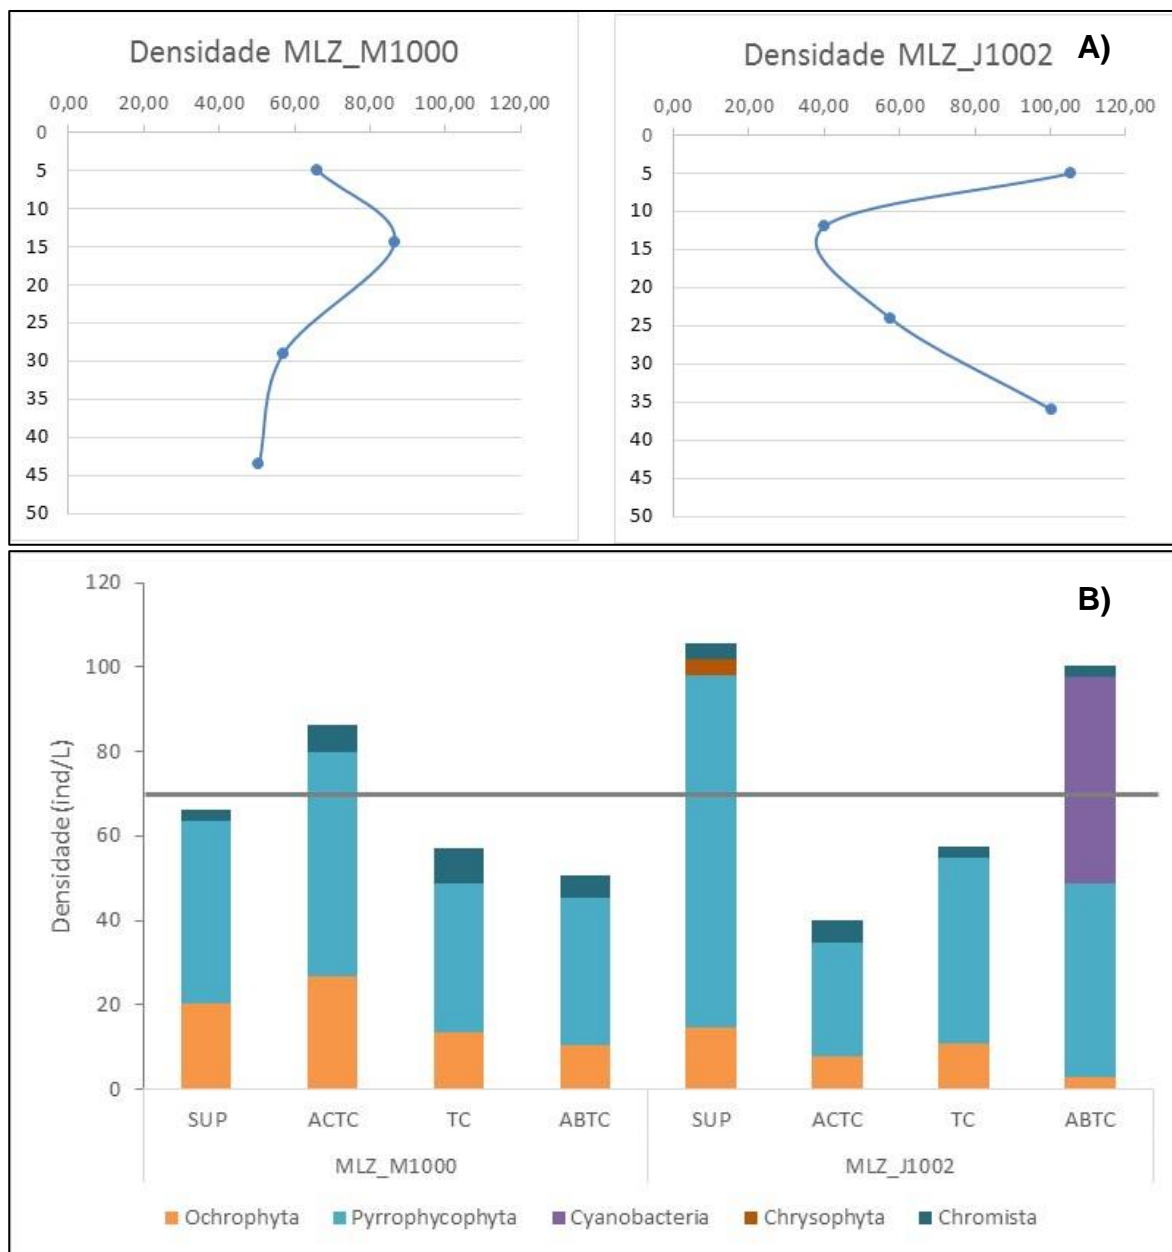 Densidade MLZ_M1000
0,00 20,00 40,00 60,00 80,00 100,00 120,00
0
5
10
15
20
25
30
35
40
45
50
Densidade MLZ_J1002
A)
0,00 20,00 40,00 60,00 80,00 100,00 120,00
0
5
10
15
20
25
30
35
40
45
50
B)
Densidade (ind/L)
120
100
80
60
40
20
0
SUP ACTC TC ABTC SUP ACTC TC ABTC
MLZ_M1000 MLZ_J1002
Ochrophyta Pyrrophycophyta Cyanobacteria Chrysophyta Chromista